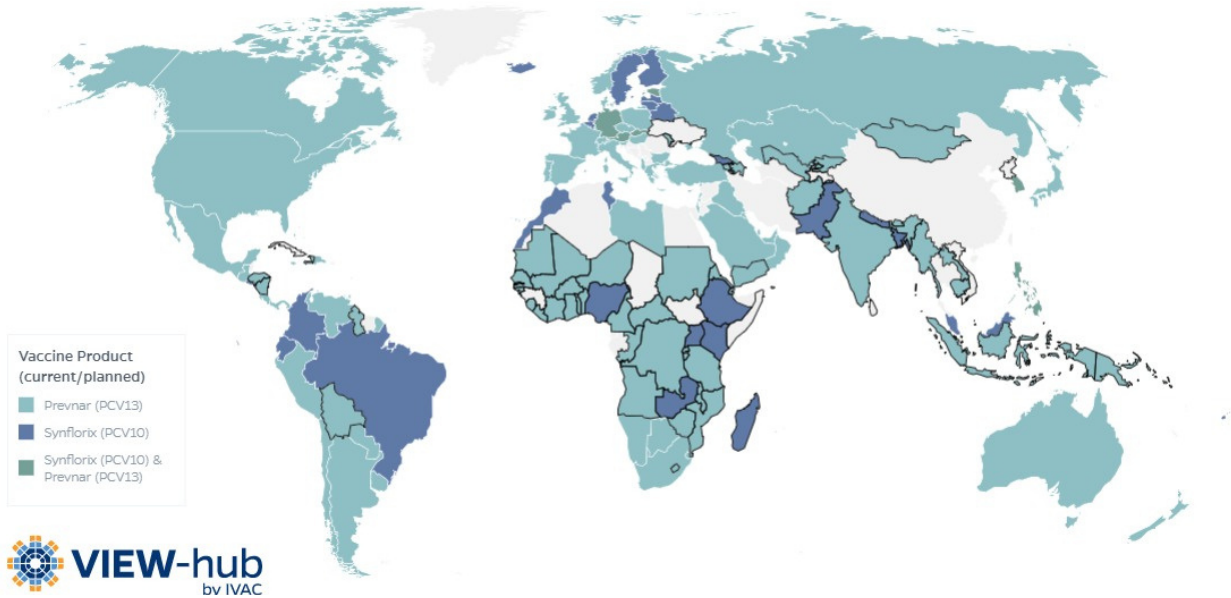 Vaccine Product
(current/planned)
Prevnar (PCV13)
Synflorix (PCV10)
Synflorix (PCV10) &
Prevnar (PCV13)
VIEW-hub
by IVAC